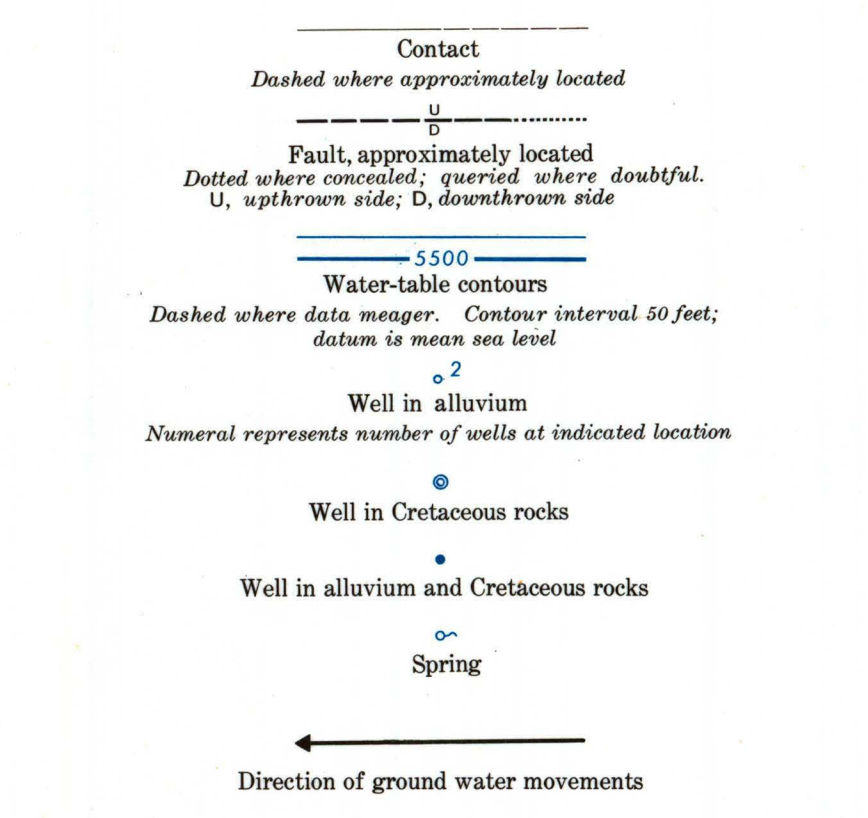 Contact
Dashed where approximately located
U
D
Fault, approximately located
Dotted where concealed; queried where doubtful.
U, upthrown side; D, downthrown side
5500
Water-table contours
Dashed where data meager. Contour interval 50 feet;
datum is mean sea level
2
Well in alluvium
Numeral represents number of wells at indicated location
Well in Cretaceous rocks
Well in alluvium and Cretaceous rocks
Spring
Direction of ground water movements